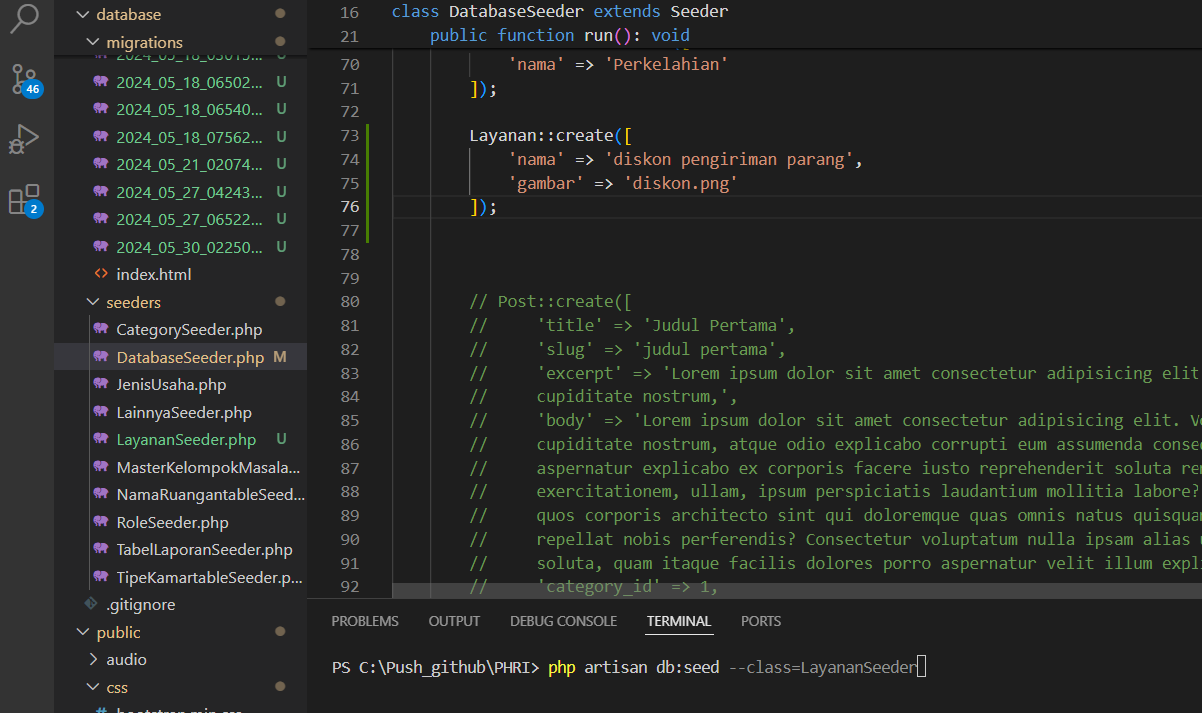 database
migrations
2024_05_18_06502... U
2024_05_18_06540... U
2024_05_18_07562... U
2024_05_21_02074... U
2024_05_27_04243... U
2024_05_27_06522... U
2024_05_30_02250... U
<> index.html
seeders
CategorySeeder.php
DatabaseSeeder.php M
JenisUsaha.php
LainnyaSeeder.php
LayananSeeder.php U
MasterKelompokMasala...
NamaRuangantableSeed...
RoleSeeder.php
TabelLaporanSeeder.php
TipeKamartableSeeder.p...
.gitignore
public
audio
css
46
2
16 class DatabaseSeeder extends Seeder
21 public function run(): void
70 'nama' => 'Perkelahian'
71 ]);
72
73 Layanan::create([
74 'nama' => 'diskon pengiriman parang',
75 'gambar' => 'diskon.png'
76 ]);
77
78
79
80 // Post::create([
81 // 'title' => 'Judul Pertama',
82 // 'slug' => 'judul pertama',
83 // 'excerpt' => 'Lorem ipsum dolor sit amet consectetur adipisicing elit
84 // cupiditate nostrum,',
85 // 'body' => 'Lorem ipsum dolor sit amet consectetur adipisicing elit.
86 // cupiditate nostrum, atque odio explicabo corrupti eum assumenda
87 // aspernatur explicabo ex corporis facere iusto reprehenderit soluta
88 // exercitationem, ullam, ipsum perspiciatis laudantium mollitia labore?
89 // quos corporis architecto sint qui doloremque quas omnis natus
90 // repellat nobis perferendis? Consectetur voluptatum nulla ipsam alias
91 // soluta, quam itaque facilis dolores porro aspernatur velit illum
92 // 'category_id' => 1,
PROBLEMS OUTPUT DEBUG CONSOLE TERMINAL PORTS
PS C:\Push_github\PHRI> php artisan db:seed --class=LayananSeeder